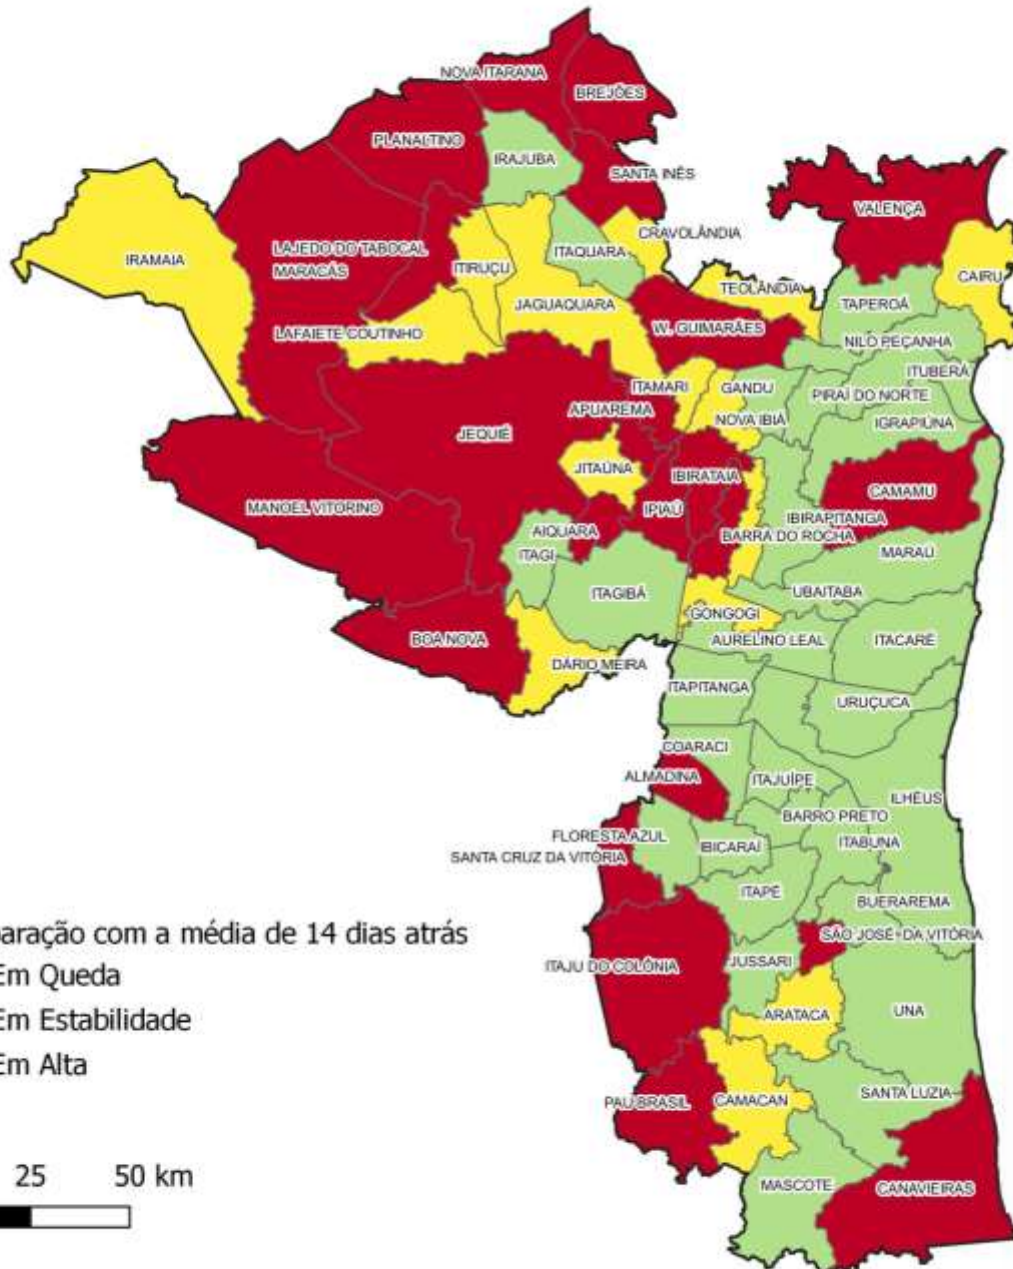 NOVA ITARANA
BREJÕES
PLANALTINO
IRAJUBA
SANTA INÊS
VALENÇA
CRAVOLÂNDIA
LAJEDO DO TABOCAL
ITAQUARA
IRAMAIA
MARACÁS
ITIRUÇU
CAIRU
TEOLÂNDIA
JAGUAQUARA
TAPEROÁ
LAFAIETE COUTINHO
W. GUIMARÃES
NILO PEÇANHA
ITUBERÁ
ITAMARI
GANDU
PIRAÍ DO NORTE
APUAREMA
NOVA IBIÁ
IGRAPIÚNA
JEQUIÉ
JITAÚNA
IBIRATAIA
CAMAMU
MANOEL VITORINO
IPIAÚ
IBIRAPITANGA
AIQUARA
BARRA DO ROCHA
ITAGI
MARAÚ
ITAGIBÁ
UBAITABA
GONGOGI
BOA NOVA
AURELINO LEAL
ITACARÉ
DÁRIO MEIRA
ITAPITANGA
URUÇUCA
COARACI
ALMADINA
ITAJUÍPE
ILHÉUS
BARRO PRETO
FLORESTA AZUL
IBICARAÍ
ITABUNA
SANTA CRUZ DA VITÓRIA
ITAPÉ
BUERAREMA
SÃO JOSÉ DA VITÓRIA
ITAJU DO COLÔNIA
JUSSARI
ARATACA
UNA
SANTA LUZIA
PAU BRASIL
CAMACAN
MASCOTE
CANAVIEIRAS
aração com a média de 14 dias atrás
Em Queda
Em Estabilidade
Em Alta
25 50 km